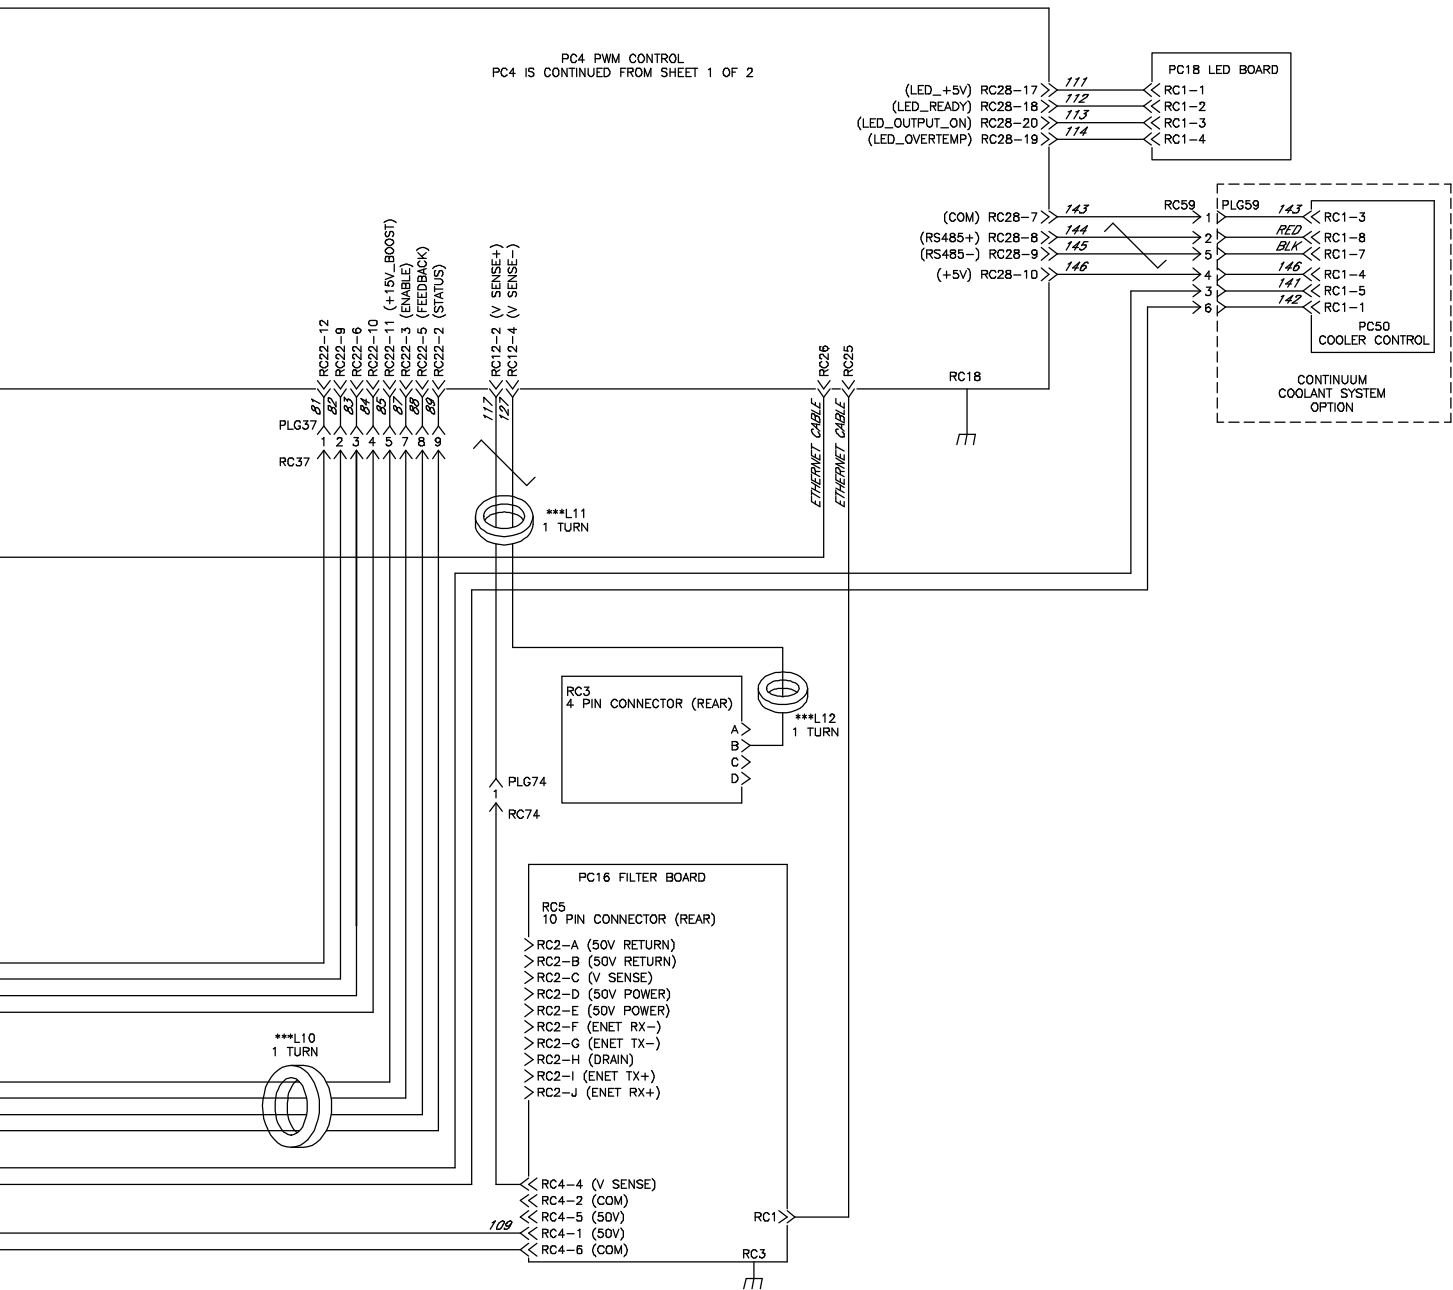 PC4 PWM CONTROL
PC4 IS CONTINUED FROM SHEET 1 OF 2
PC18 LED BOARD
(LED_+5V) RC28-17 111 RC1-1
(LED_READY) RC28-18 112 RC1-2
(LED_OUTPUT_ON) RC28-20 113 RC1-3
(LED_OVERTEMP) RC28-19 114 RC1-4
RC59 PLG59
(COM) RC28-7 143 1 143 RC1-3
(RS485+) RC28-8 144 2 RED RC1-8
(RS485-) RC28-9 145 5 BLK RC1-7
(+5V) RC28-10 146 4 146 RC1-4
3 141 RC1-5
6 142 RC1-1
PC50
COOLER CONTROL
CONTINUUM
COOLANT SYSTEM
OPTION
RC22-12
RC22-9
RC22-6
RC22-10
RC22-11 (+15V_BOOST)
RC22-3 (ENABLE)
RC22-5 (FEEDBACK)
RC22-2 (STATUS)
RC12-2 (V SENSE+)
RC12-4 (V SENSE-)
RC26
RC25
RC18
81
82
83
84
85
87
88
89
117
127
ETHERNET CABLE
ETHERNET CABLE
PLG37
1 2 3 4 5 7 8 9
RC37
***L11
1 TURN
RC3
4 PIN CONNECTOR (REAR)
A
B
C
D
***L12
1 TURN
PLG74
1
RC74
PC16 FILTER BOARD
RC5
10 PIN CONNECTOR (REAR)
RC2-A (50V RETURN)
RC2-B (50V RETURN)
RC2-C (V SENSE)
RC2-D (50V POWER)
RC2-E (50V POWER)
RC2-F (ENET RX-)
RC2-G (ENET TX-)
RC2-H (DRAIN)
RC2-I (ENET TX+)
RC2-J (ENET RX+)
***L10
1 TURN
RC4-4 (V SENSE)
RC4-2 (COM)
RC4-5 (50V)
RC1
109 RC4-1 (50V)
RC4-6 (COM)
RC3